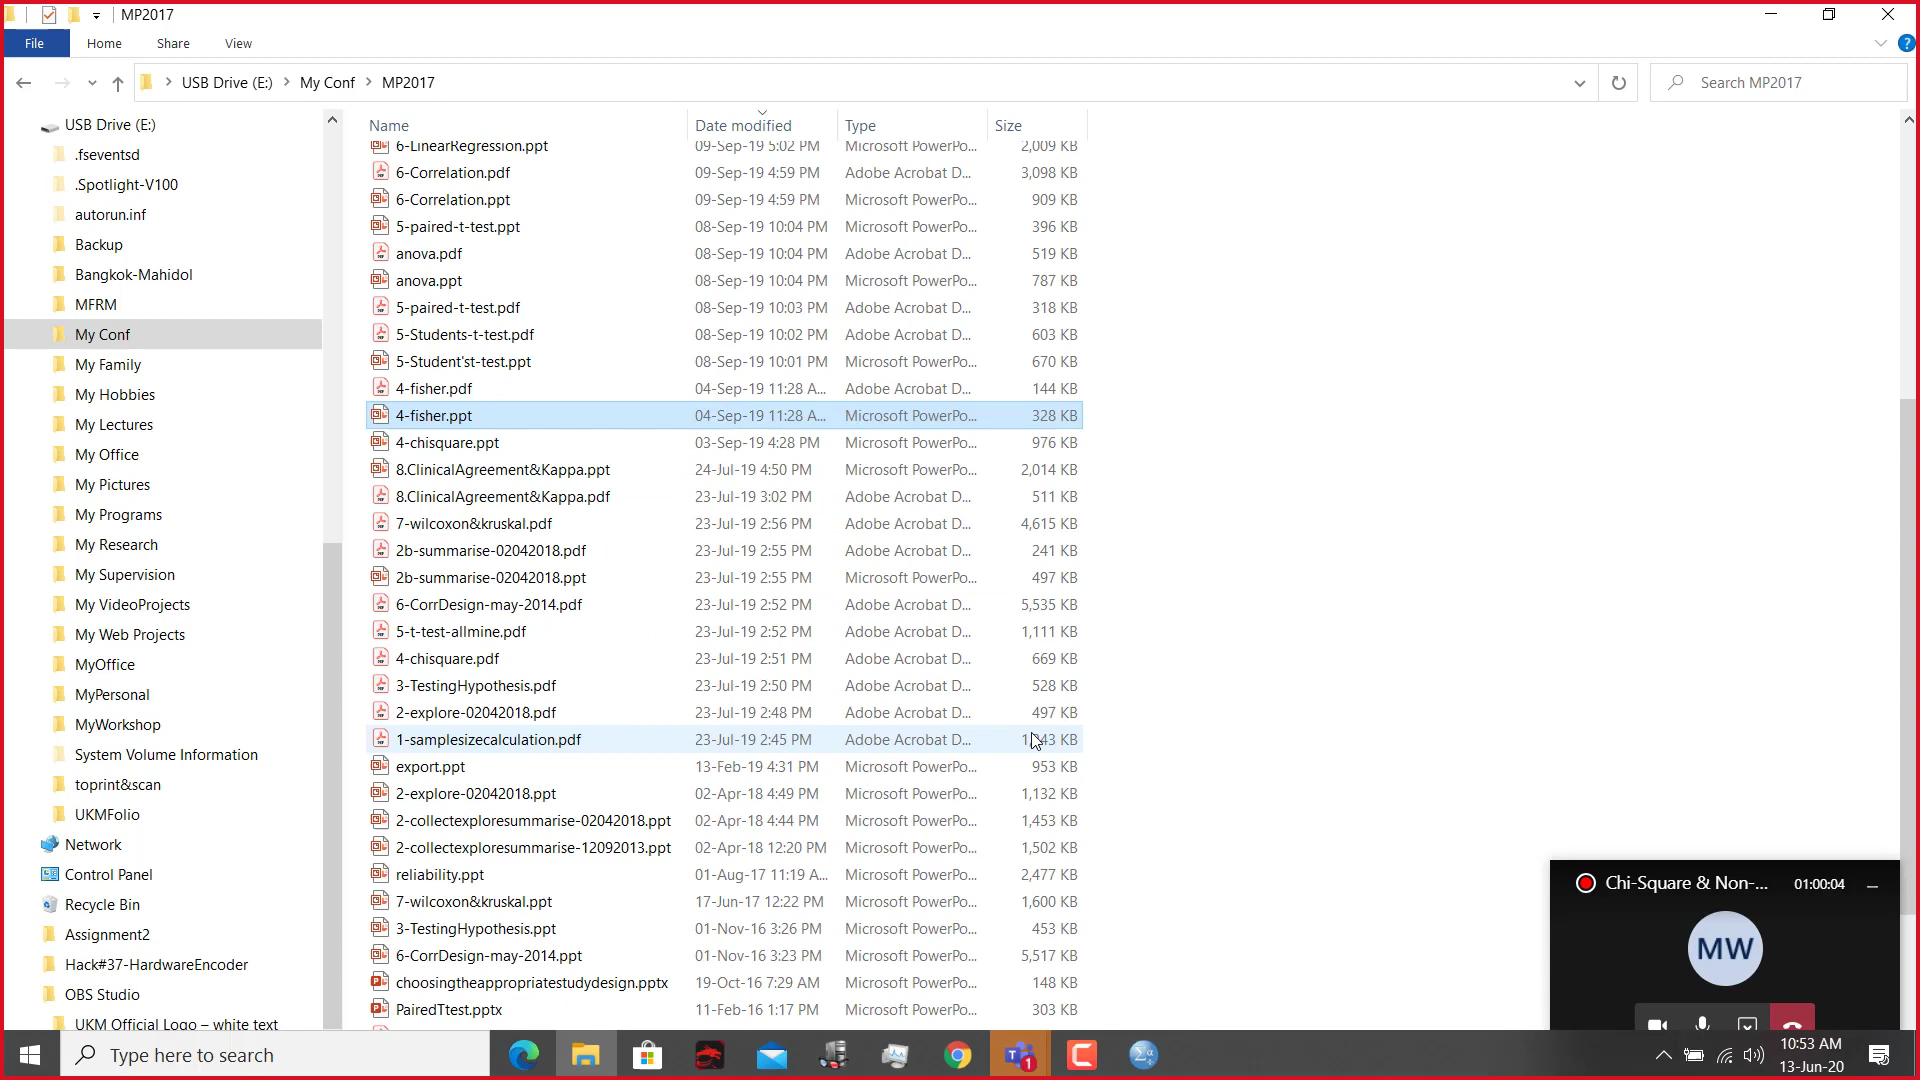 MP2017
File Home Share View
USB Drive (E:) My Conf MP2017
Search MP2017
USB Drive (E:)
.fseventsd
.Spotlight-V100
autorun.inf
Backup
Bangkok-Mahidol
MFRM
My Conf
My Family
My Hobbies
My Lectures
My Office
My Pictures
My Programs
My Research
My Supervision
My VideoProjects
My Web Projects
MyOffice
MyPersonal
MyWorkshop
System Volume Information
toprint&scan
UKMFolio
Network
Control Panel
Recycle Bin
Assignment2
Hack#37-HardwareEncoder
OBS Studio
UKM Official Logo – white text
Name Date modified Type Size
6-LinearRegression.ppt 09-Sep-19 5:02 PM Microsoft PowerPo... 2,009 KB
6-Correlation.pdf 09-Sep-19 4:59 PM Adobe Acrobat D... 3,098 KB
6-Correlation.ppt 09-Sep-19 4:59 PM Microsoft PowerPo... 909 KB
5-paired-t-test.ppt 08-Sep-19 10:04 PM Microsoft PowerPo... 396 KB
anova.pdf 08-Sep-19 10:04 PM Adobe Acrobat D... 519 KB
anova.ppt 08-Sep-19 10:04 PM Microsoft PowerPo... 787 KB
5-paired-t-test.pdf 08-Sep-19 10:03 PM Adobe Acrobat D... 318 KB
5-Students-t-test.pdf 08-Sep-19 10:02 PM Adobe Acrobat D... 603 KB
5-Student'st-test.ppt 08-Sep-19 10:01 PM Microsoft PowerPo... 670 KB
4-fisher.pdf 04-Sep-19 11:28 A... Adobe Acrobat D... 144 KB
4-fisher.ppt 04-Sep-19 11:28 A... Microsoft PowerPo... 328 KB
4-chisquare.ppt 03-Sep-19 4:28 PM Microsoft PowerPo... 976 KB
8.ClinicalAgreement&Kappa.ppt 24-Jul-19 4:50 PM Microsoft PowerPo... 2,014 KB
8.ClinicalAgreement&Kappa.pdf 23-Jul-19 3:02 PM Adobe Acrobat D... 511 KB
7-wilcoxon&kruskal.pdf 23-Jul-19 2:56 PM Adobe Acrobat D... 4,615 KB
2b-summarise-02042018.pdf 23-Jul-19 2:55 PM Adobe Acrobat D... 241 KB
2b-summarise-02042018.ppt 23-Jul-19 2:55 PM Microsoft PowerPo... 497 KB
6-CorrDesign-may-2014.pdf 23-Jul-19 2:52 PM Adobe Acrobat D... 5,535 KB
5-t-test-allmine.pdf 23-Jul-19 2:52 PM Adobe Acrobat D... 1,111 KB
4-chisquare.pdf 23-Jul-19 2:51 PM Adobe Acrobat D... 669 KB
3-TestingHypothesis.pdf 23-Jul-19 2:50 PM Adobe Acrobat D... 528 KB
2-explore-02042018.pdf 23-Jul-19 2:48 PM Adobe Acrobat D... 497 KB
1-samplesizecalculation.pdf 23-Jul-19 2:45 PM Adobe Acrobat D... KB
export.ppt 13-Feb-19 4:31 PM Microsoft PowerPo... 953 KB
2-explore-02042018.ppt 02-Apr-18 4:49 PM Microsoft PowerPo... 1,132 KB
2-collectexploresummarise-02042018.ppt 02-Apr-18 4:44 PM Microsoft PowerPo... 1,453 KB
2-collectexploresummarise-12092013.ppt 02-Apr-18 12:20 PM Microsoft PowerPo... 1,502 KB
reliability.ppt 01-Aug-17 11:19 A... Microsoft PowerPo... 2,477 KB
7-wilcoxon&kruskal.ppt 17-Jun-17 12:22 PM Microsoft PowerPo... 1,600 KB
3-TestingHypothesis.ppt 01-Nov-16 3:26 PM Microsoft PowerPo... 453 KB
6-CorrDesign-may-2014.ppt 01-Nov-16 3:23 PM Microsoft PowerPo... 5,517 KB
choosingtheappropriatestudydesign.pptx 19-Oct-16 7:29 AM Microsoft PowerPo... 148 KB
PairedTtest.pptx 11-Feb-16 1:17 PM Microsoft PowerPo... 303 KB
Chi-Square & Non-... 01:00:04
MW
Type here to search
1
10:53 AM
13-Jun-20